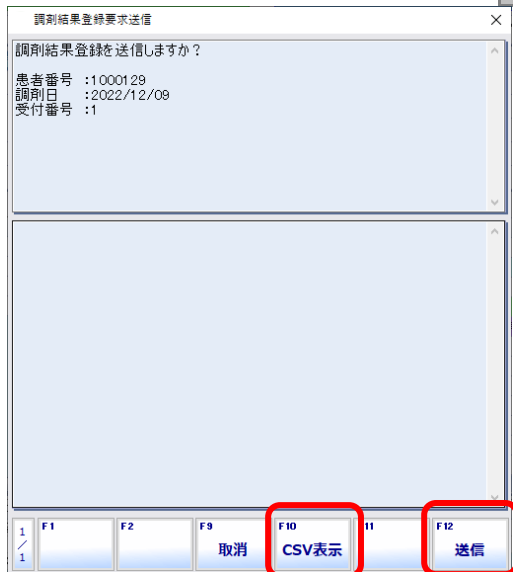 調剤結果登録要求送信
調剤結果登録を送信しますか？
患者番号 :1000129
調剤日 :2022/12/09
受付番号 :1
1/1
F1
F2
F9
取消
F10
CSV表示
11
F12
送信